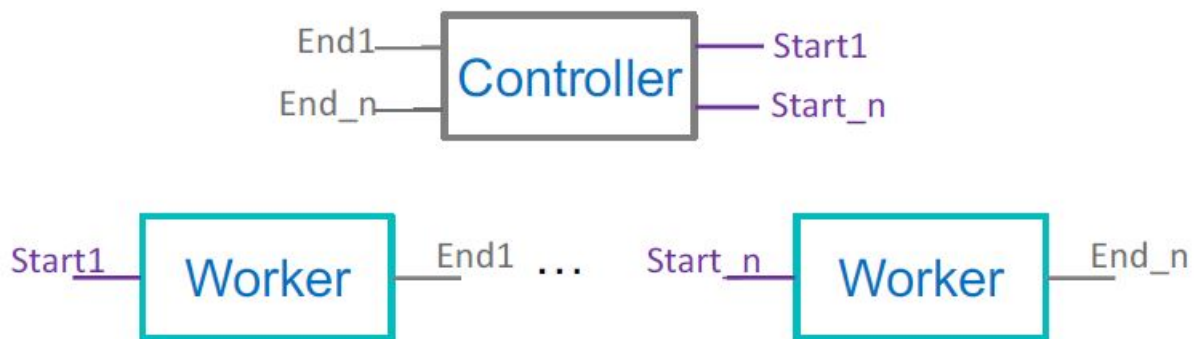 End1
Controller
Start1
End_n
Start_n
Start1
Worker
End1
...
Start_n
Worker
End_n